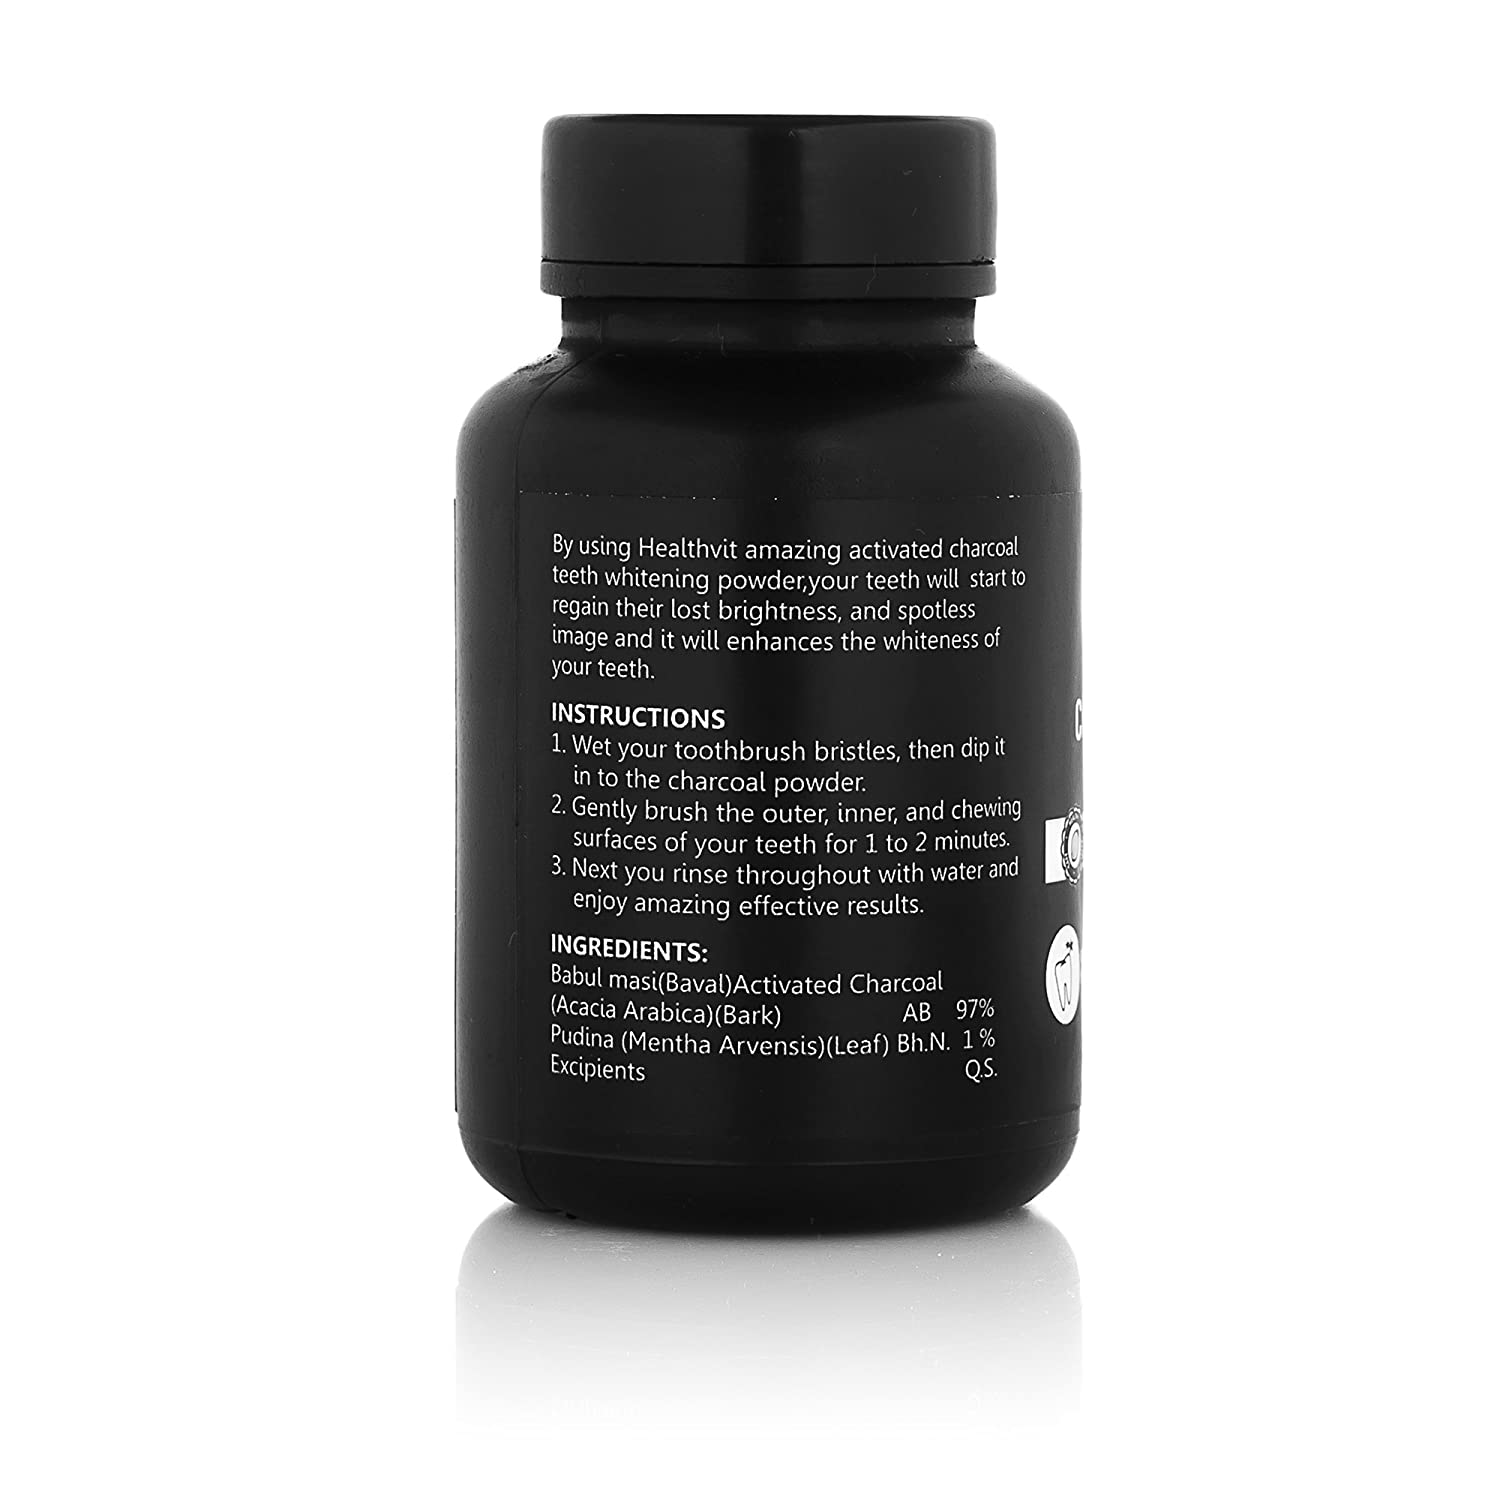 By using Healthvit amazing activated charcoal
teeth whitening powder,your teeth will start to
regain their lost brightness, and spotless
image and it will enhances the whiteness of
your teeth.
INSTRUCTIONS
1. Wet your toothbrush bristles, then dip it
in to the charcoal powder.
2. Gently brush the outer, inner, and chewing
surfaces of your teeth for 1 to 2 minutes.
3. Next you rinse throughout with water and
enjoy amazing effective results.
INGREDIENTS:
Babul masi(Baval)Activated Charcoal
(Acacia Arabica)(Bark) AB 97%
Pudina (Mentha Arvensis)(Leaf) Bh.N. 1 %
Excipients Q.S.